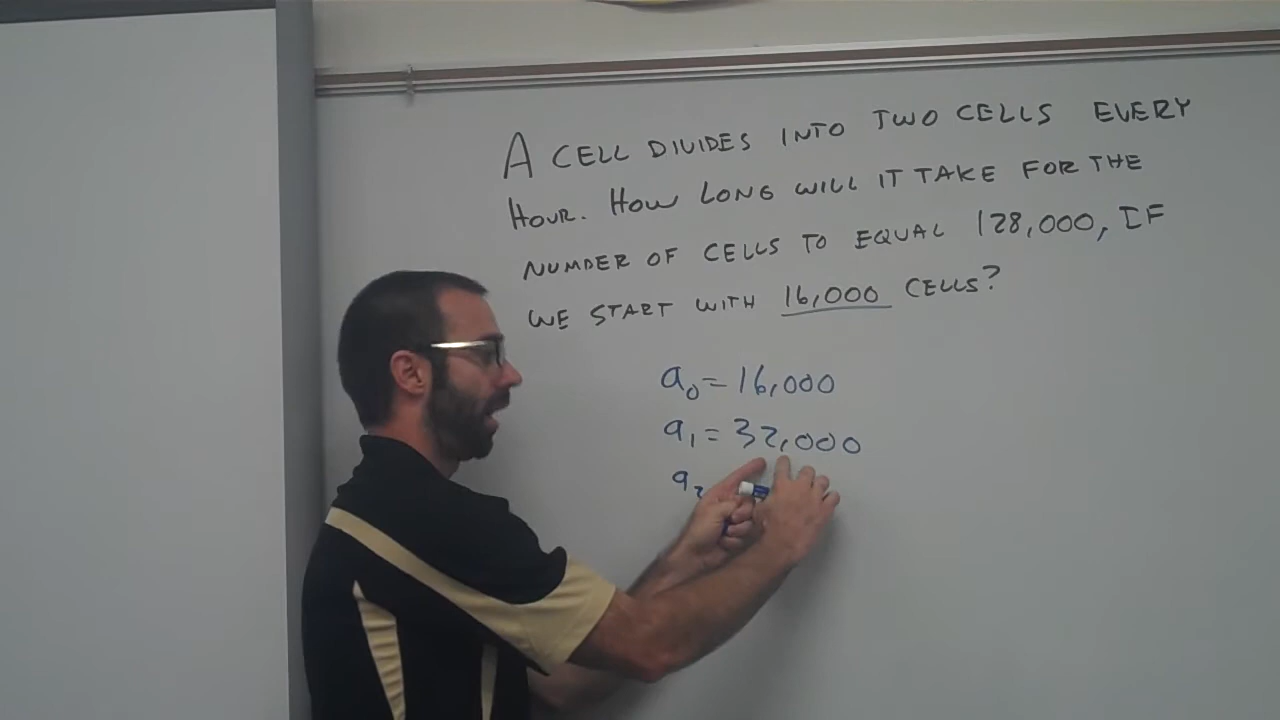 A CELL DIVIDES INTO TWO CELLS EVERY
HOUR. HOW LONG WILL IT TAKE FOR THE
NUMBER OF CELLS TO EQUAL 128,000, IF
WE START WITH 16,000 CELLS?
a₀ = 16,000
a₁ = 32,000
a₂